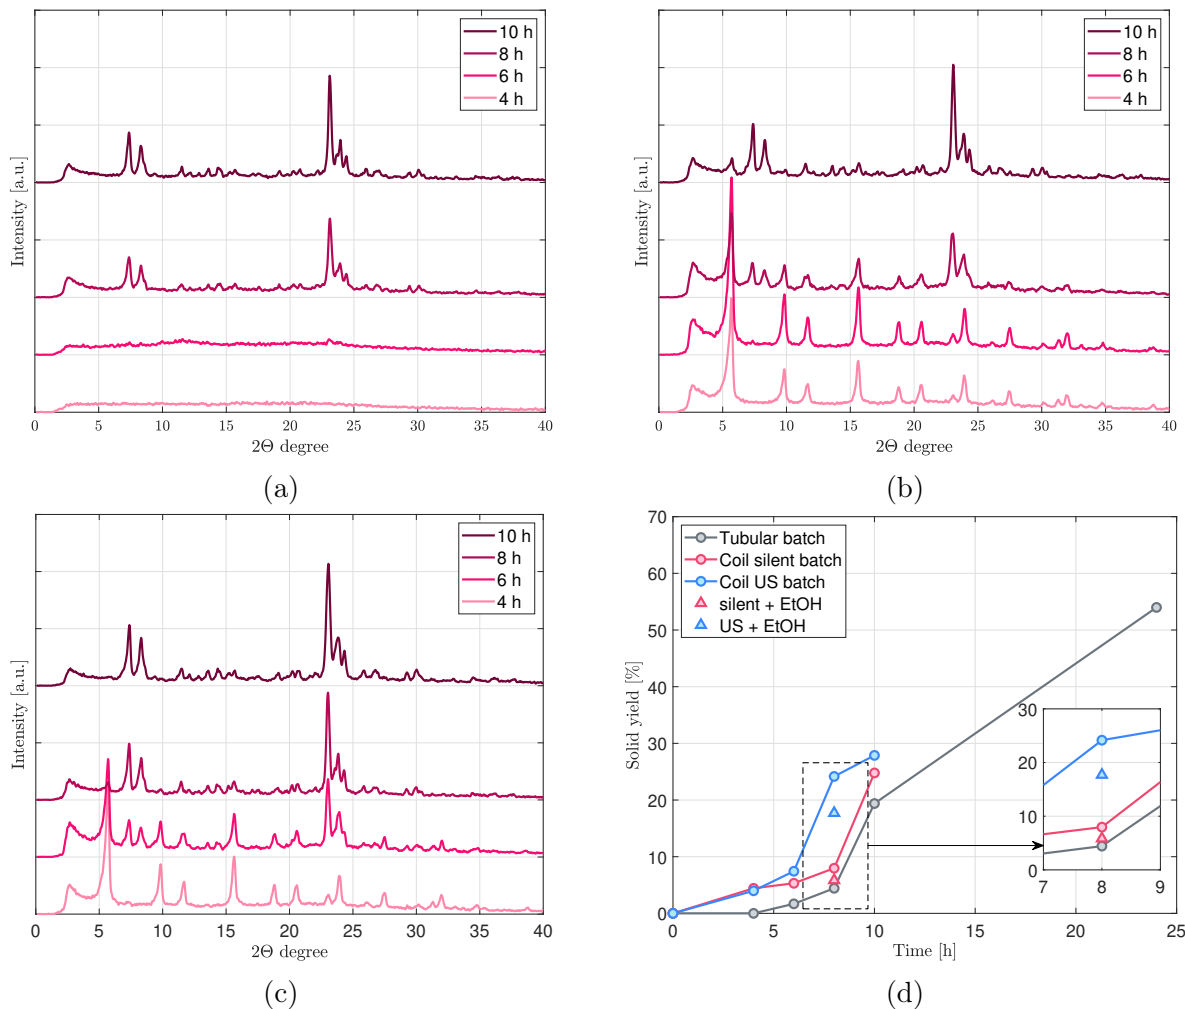 10 h
8 h
6 h
4 h
Intensity [a.u.]
0 5 10 15 20 25 30 35 40
2Θ degree
(a)
10 h
8 h
6 h
4 h
Intensity [a.u.]
0 5 10 15 20 25 30 35 40
2Θ degree
(b)
10 h
8 h
6 h
4 h
Intensity [a.u.]
0 5 10 15 20 25 30 35 40
2Θ degree
(c)
70
60
50
40
30
20
10
0
Solid yield [%]
Tubular batch
Coil silent batch
Coil US batch
silent + EtOH
US + EtOH
30
20
10
0
7 8 9
0 5 10 15 20 25
Time [h]
(d)